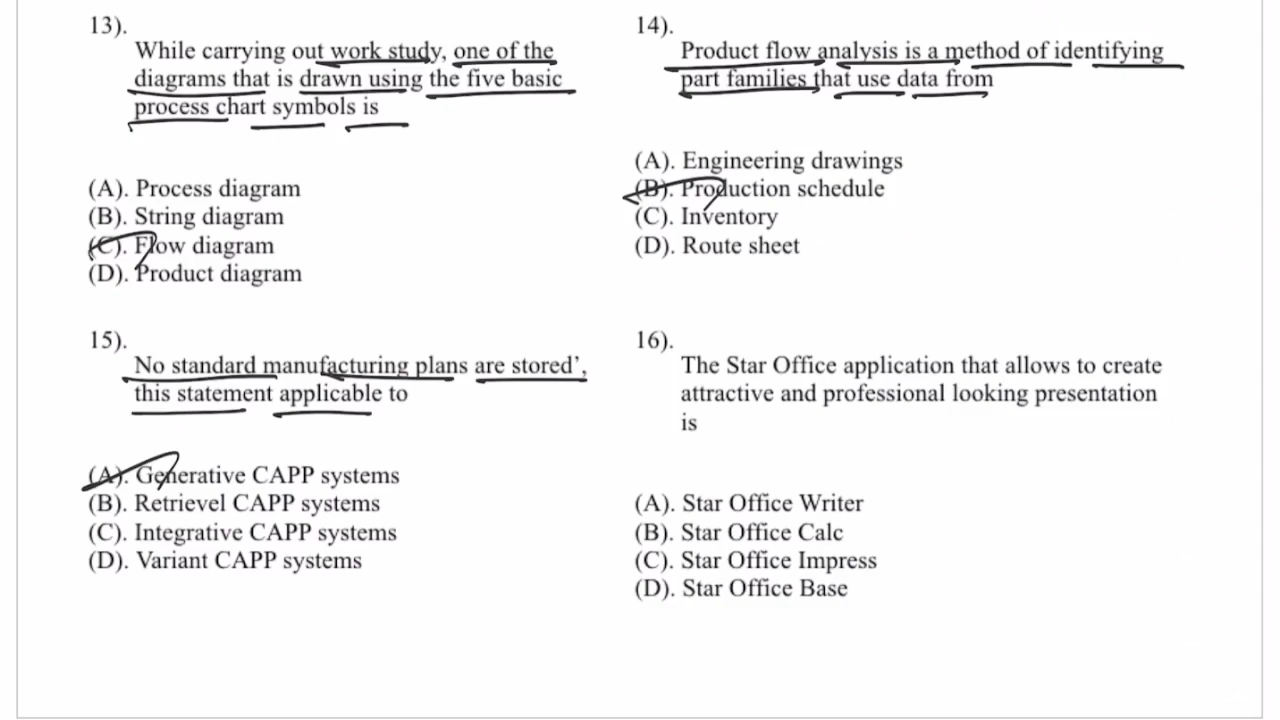 13).
While carrying out work study, one of the
diagrams that is drawn using the five basic
process chart symbols is
(A). Process diagram
(B). String diagram
(C). Flow diagram
(D). Product diagram
14).
Product flow analysis is a method of identifying
part families that use data from
(A). Engineering drawings
(B). Production schedule
(C). Inventory
(D). Route sheet
15).
No standard manufacturing plans are stored’,
this statement applicable to
(A). Generative CAPP systems
(B). Retrievel CAPP systems
(C). Integrative CAPP systems
(D). Variant CAPP systems
16).
The Star Office application that allows to create
attractive and professional looking presentation
is
(A). Star Office Writer
(B). Star Office Calc
(C). Star Office Impress
(D). Star Office Base